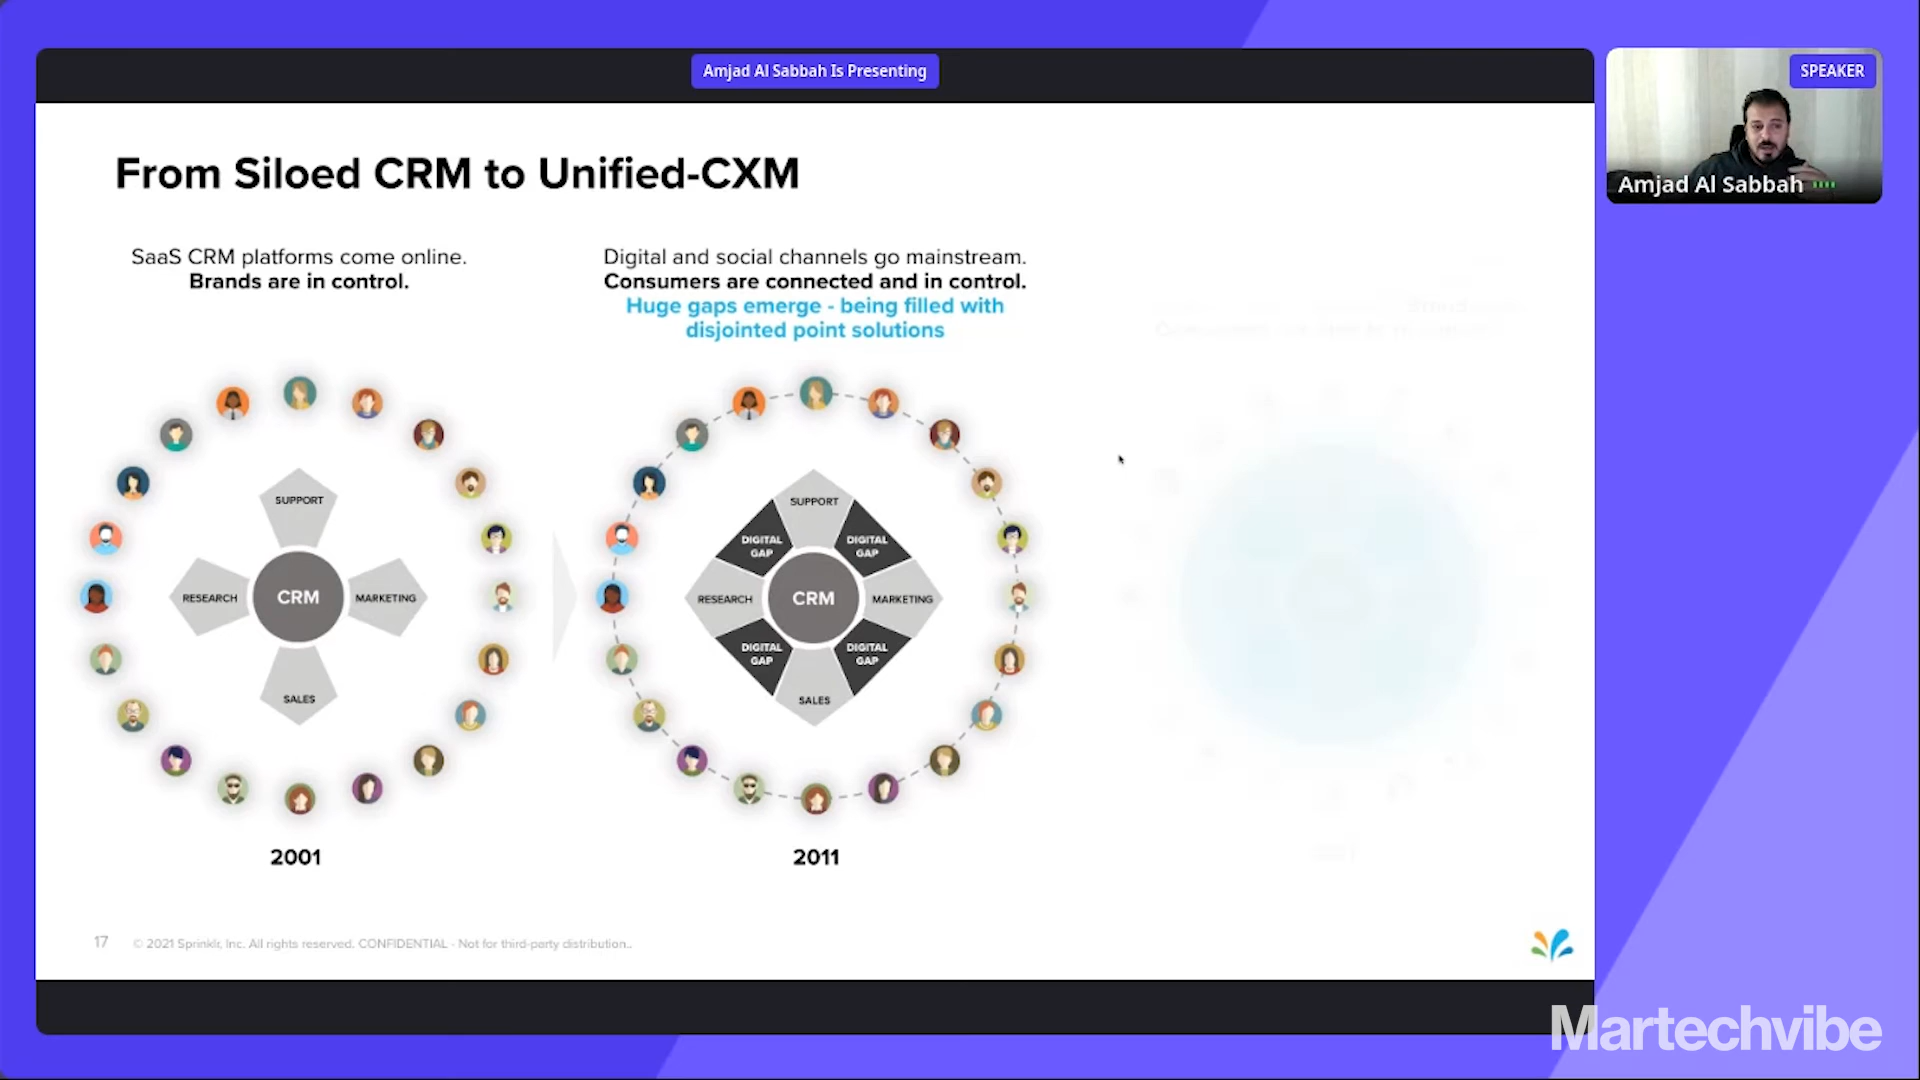 Amjad Al Sabbah Is Presenting
SPEAKER
Amjad Al Sabbah
From Siloed CRM to Unified-CXM
SaaS CRM platforms come online.
Brands are in control.
Digital and social channels go mainstream.
Consumers are connected and in control.
Huge gaps emerge - being filled with
disjointed point solutions
SUPPORT
RESEARCH
CRM
MARKETING
SALES
2001
SUPPORT
DIGITAL
GAP
DIGITAL
GAP
RESEARCH
CRM
MARKETING
DIGITAL
GAP
DIGITAL
GAP
SALES
2011
17
© 2021 Sprinklr, Inc. All rights reserved. CONFIDENTIAL - Not for third-party distribution..
Martechvibe